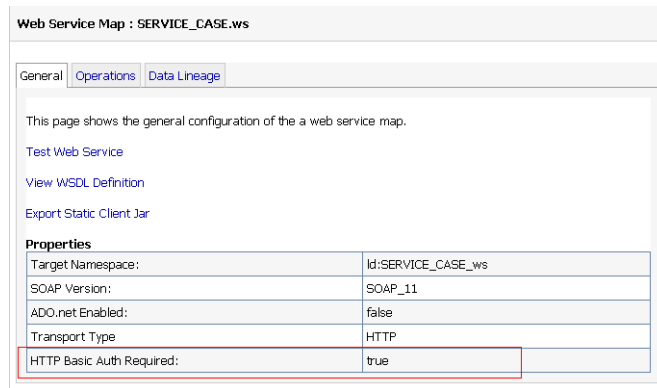 Web Service Map : SERVICE_CASE.ws
General Operations Data Lineage
This page shows the general configuration of the a web service map.
Test Web Service
View WSDL Definition
Export Static Client Jar
Properties
Target Namespace: ld:SERVICE_CASE_ws
SOAP Version: SOAP_11
ADO.net Enabled: false
Transport Type HTTP
HTTP Basic Auth Required: true